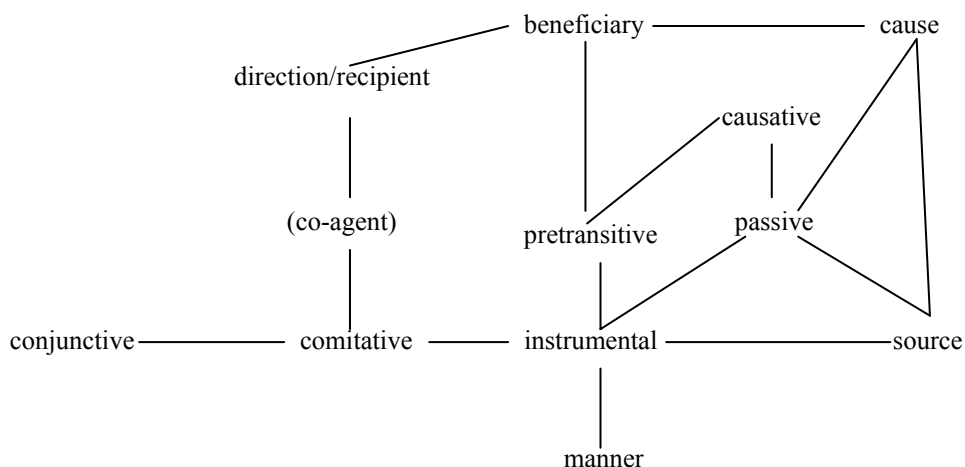 beneficiary cause
direction/recipient
causative
(co-agent) pretransitive passive
conjunctive comitative instrumental source
manner